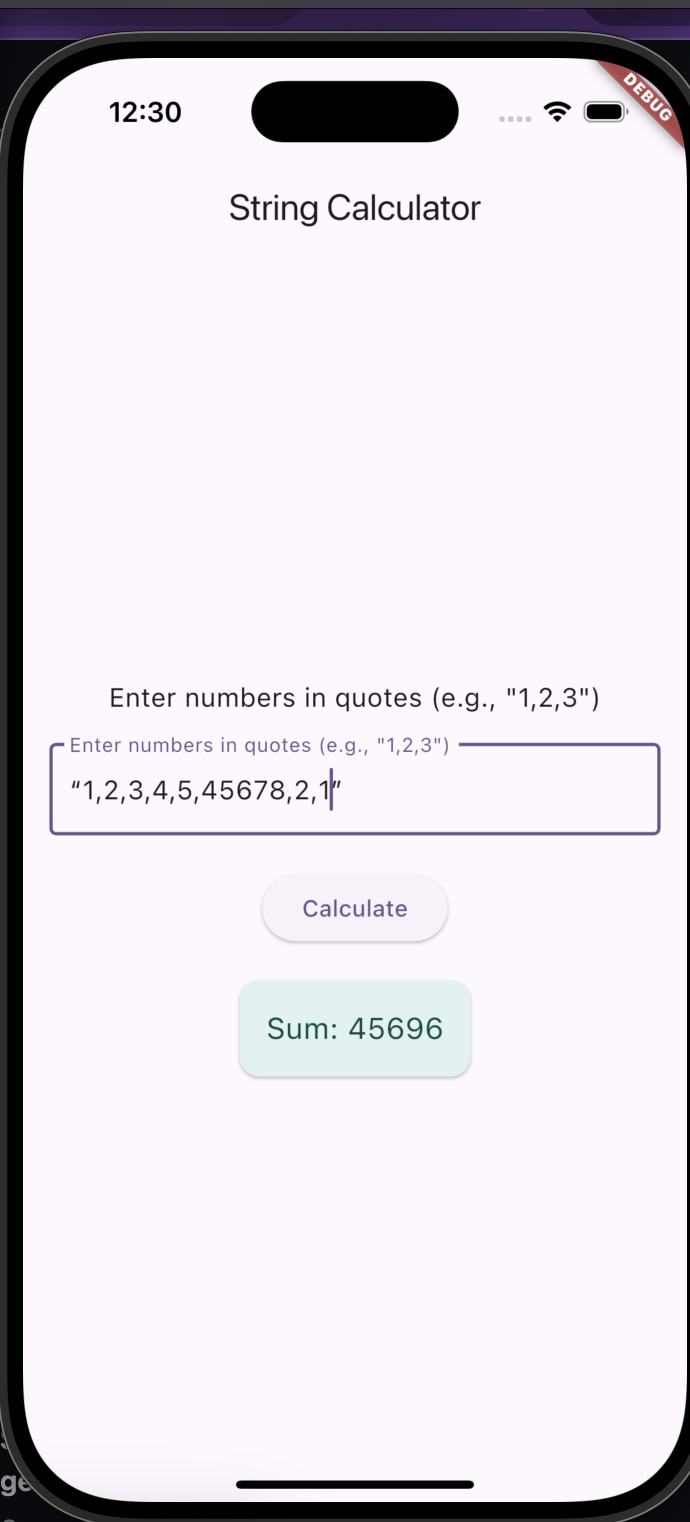 12:30
DEBUG
String Calculator
Enter numbers in quotes (e.g., "1,2,3")
Enter numbers in quotes (e.g., "1,2,3")
“1,2,3,4,5,45678,2,1”
Calculate
Sum: 45696
ge